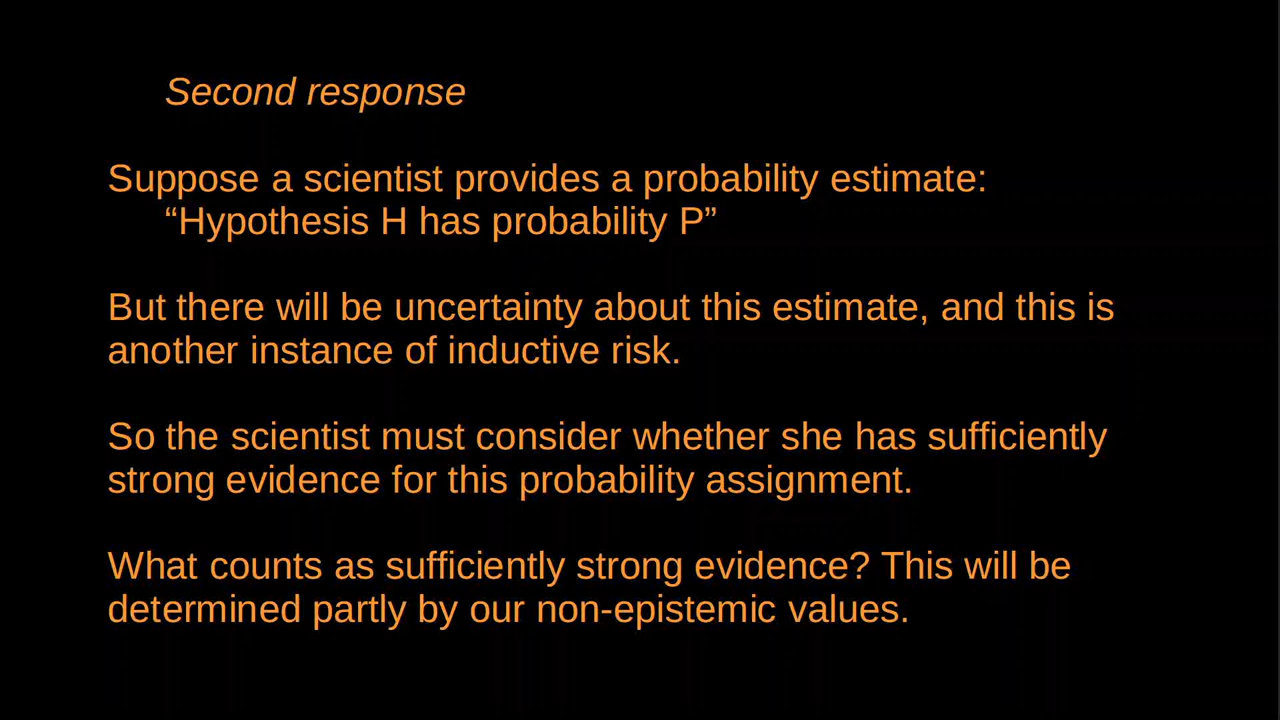 Second response
Suppose a scientist provides a probability estimate:
“Hypothesis H has probability P”
But there will be uncertainty about this estimate, and this is
another instance of inductive risk.
So the scientist must consider whether she has sufficiently
strong evidence for this probability assignment.
What counts as sufficiently strong evidence? This will be
determined partly by our non-epistemic values.